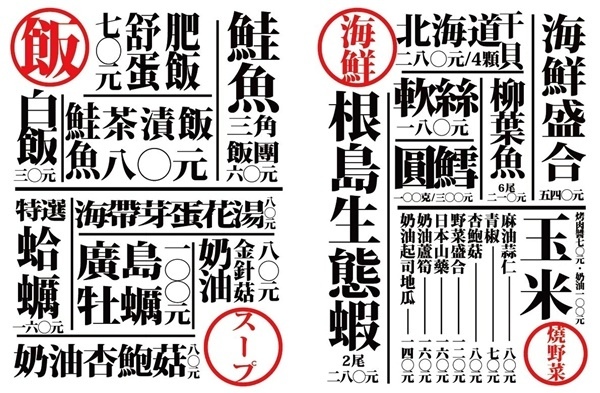 飯
舒肥蛋飯
七〇元
鮭魚三角飯團
六〇元
白飯
三〇元
鮭魚茶漬飯
八〇元
特選蛤蠣
一六〇元
海帶芽蛋花湯
八〇元
廣島牡蠣
一〇〇元
奶油金針菇
八〇元
奶油杏鮑菇
八〇元
スープ
海鮮
北海道干貝
二八〇元/4顆
海鮮盛合
五四〇元
軟絲
一八〇元
柳葉魚
6尾
二一〇元
圓鱈
一〇〇克/三〇〇元
根島生態蝦
2尾
二八〇元
燒野菜
玉米
烤肉醬七〇元・奶油一〇〇元
麻油蒜仁 八〇元
青椒 七〇元
杏鮑菇 八〇元
野菜盛合 一二〇元
日本山藥 六〇元
奶油蘆筍 六〇元
奶油起司地瓜 一四〇元